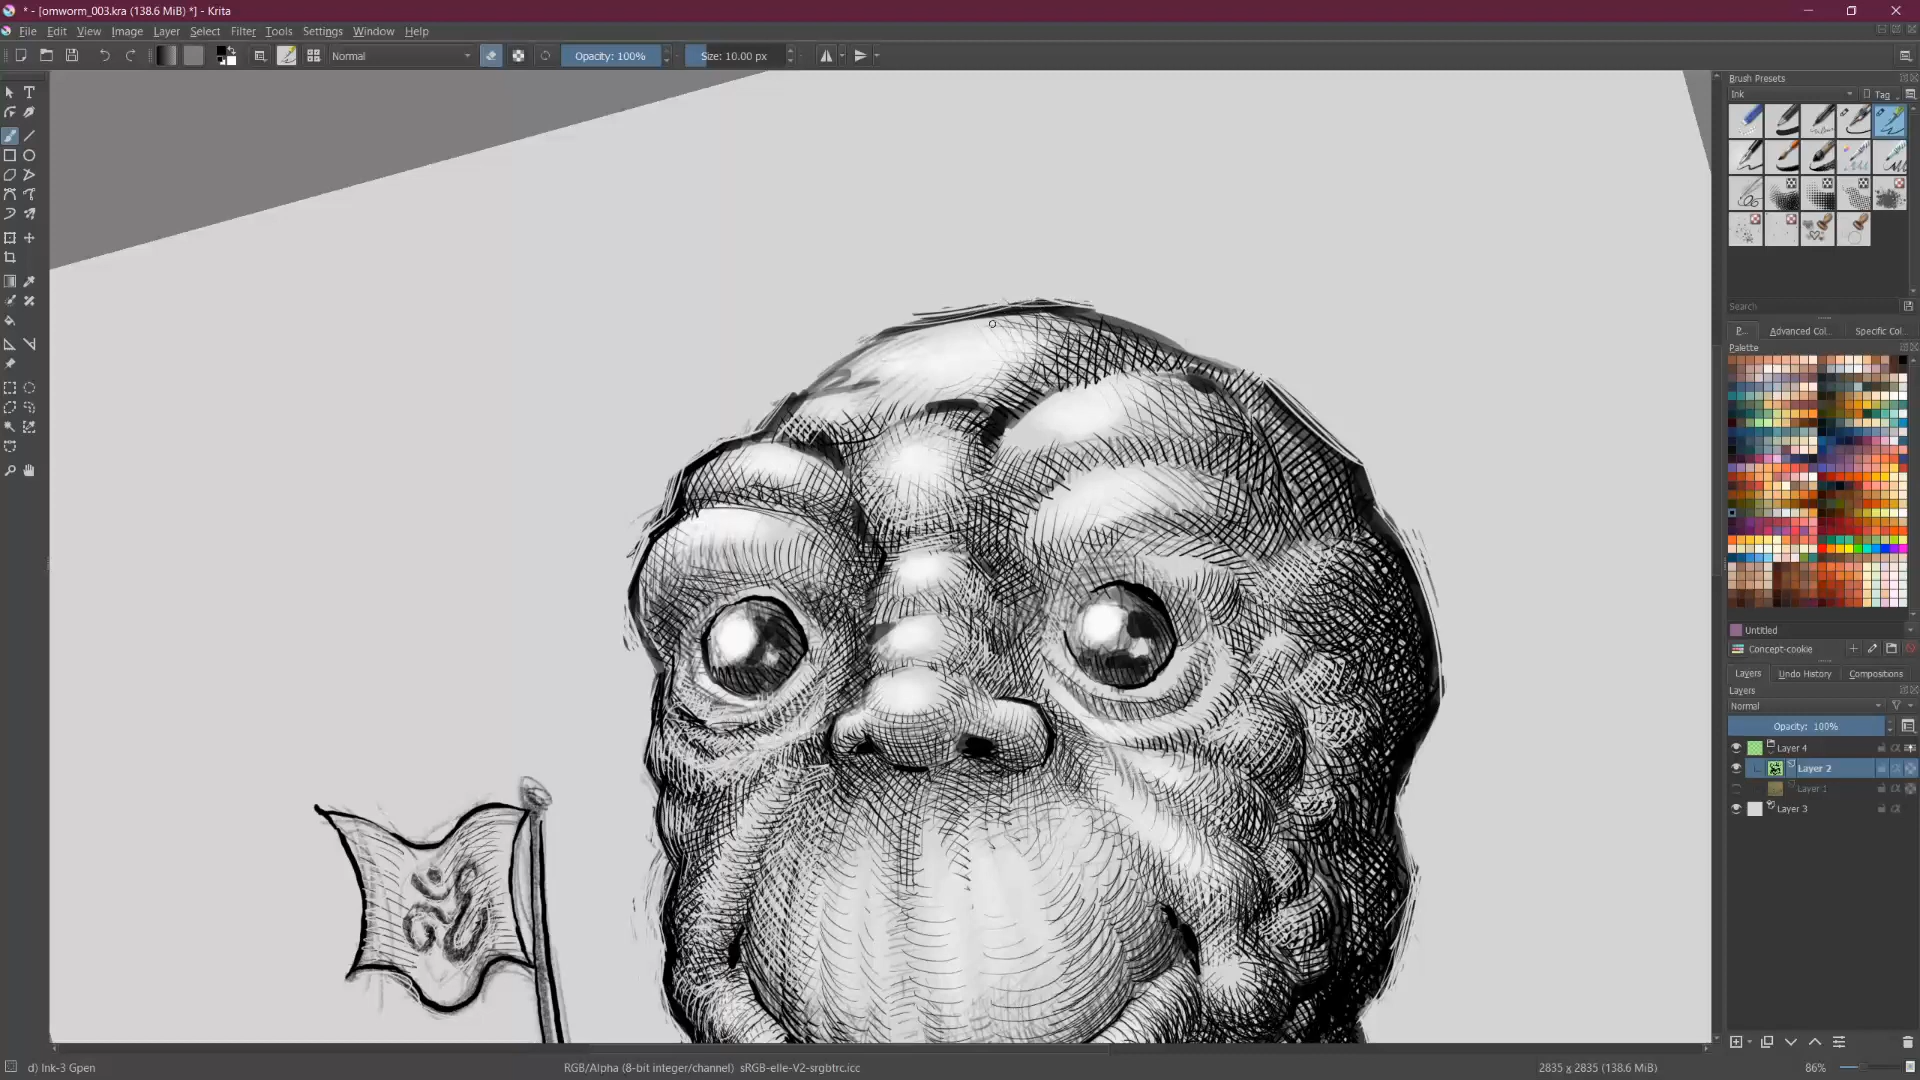 * - [omworm_003.kra (138.6 MiB) *] - Krita
File Edit View Image Layer Select Filter Tools Settings Window Help
Normal
Opacity: 100%
Size: 10.00 px
Brush Presets
Ink
Tag
Search
P...
Advanced Col...
Specific Col...
Palette
Untitled
Concept-cookie
Layers
Undo History
Compositions
Layers
Normal
Opacity: 100%
Layer 4
Layer 2
Layer 1
Layer 3
d) Ink-3 Gpen
RGB/Alpha (8-bit integer/channel) sRGB-elle-V2-srgbtrc.icc
2835 x 2835 (138.6 MiB)
86%